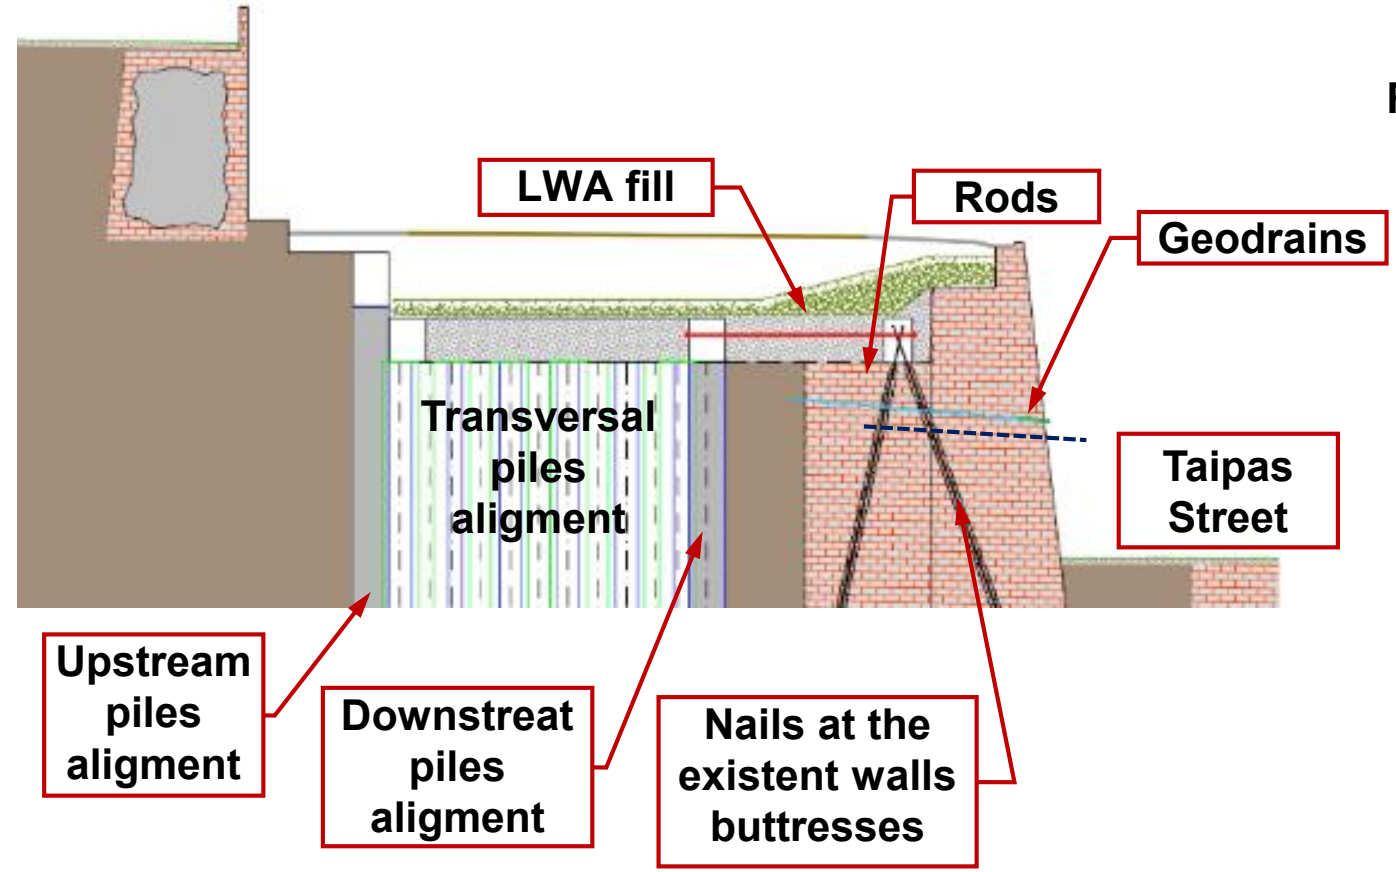 F
LWA fill
Rods
Geodrains
Transversal
piles
aligment
Taipas
Street
Upstream
piles
aligment
Downstreat
piles
aligment
Nails at the
existent walls
buttresses